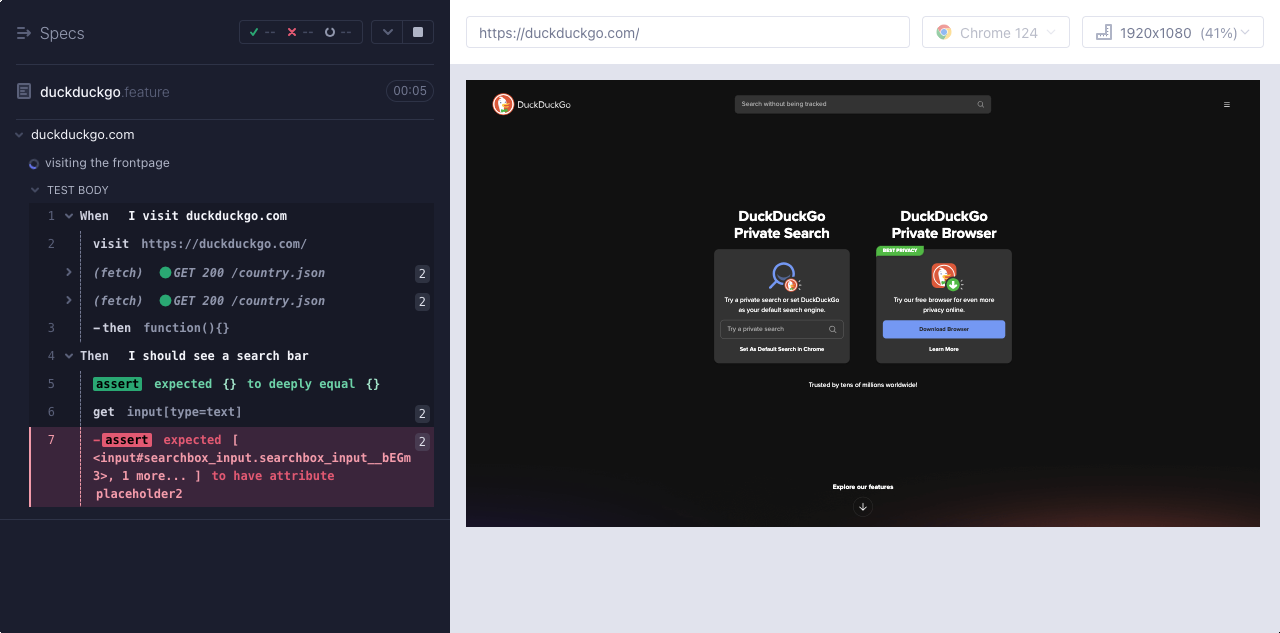 Specs
--
--
--
duckduckgo.feature
00:05
duckduckgo.com
visiting the frontpage
TEST BODY
1 When I visit duckduckgo.com
2 visit https://duckduckgo.com/
(fetch) GET 200 /country.json 2
(fetch) GET 200 /country.json 2
3 -then function(){}
4 Then I should see a search bar
5 assert expected {} to deeply equal {}
6 get input[type=text] 2
7 -assert expected [ 2
<input#searchbox_input.searchbox_input__bEGm
3>, 1 more... ] to have attribute
placeholder2
https://duckduckgo.com/
Chrome 124
1920x1080 (41%)
DuckDuckGo
Search without being tracked
DuckDuckGo
Private Search
Try a private search or set DuckDuckGo
as your default search engine.
Try a private search
Set As Default Search in Chrome
DuckDuckGo
Private Browser
BEST PRIVACY
Try our free browser for even more
privacy online.
Download Browser
Learn More
Trusted by tens of millions worldwide!
Explore our features